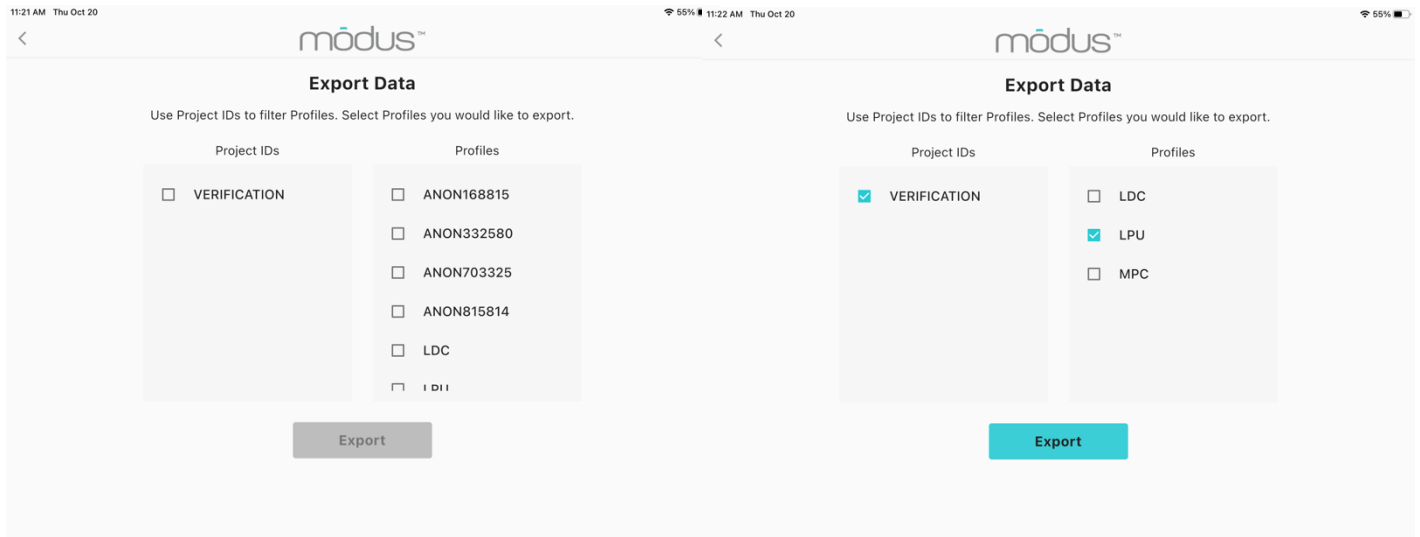 11:21 AM Thu Oct 20
55%
mōdus™
Export Data
Use Project IDs to filter Profiles. Select Profiles you would like to export.
Project IDs
Profiles
VERIFICATION
ANON168815
ANON332580
ANON703325
ANON815814
LDC
LPU
Export
11:22 AM Thu Oct 20
55%
mōdus™
Export Data
Use Project IDs to filter Profiles. Select Profiles you would like to export.
Project IDs
Profiles
VERIFICATION
LDC
LPU
MPC
Export